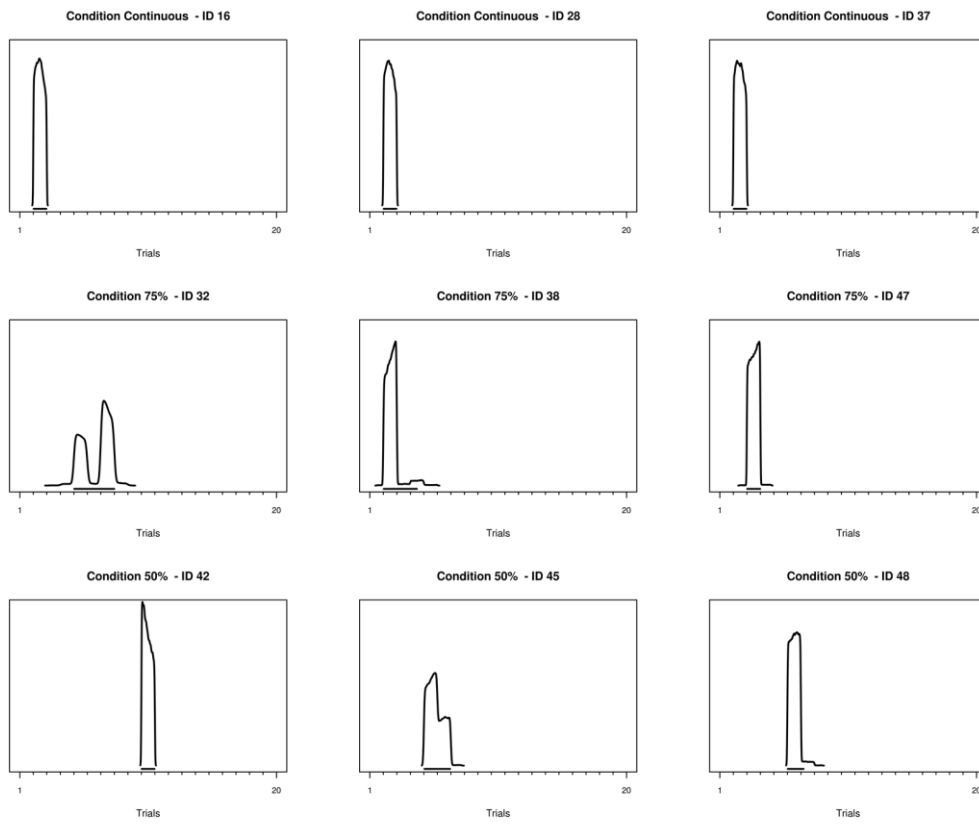 Condition Continuous - ID 16
Condition Continuous - ID 28
Condition Continuous - ID 37
1 20
1 20
1 20
Trials
Trials
Trials
Condition 75% - ID 32
Condition 75% - ID 38
Condition 75% - ID 47
1 20
1 20
1 20
Trials
Trials
Trials
Condition 50% - ID 42
Condition 50% - ID 45
Condition 50% - ID 48
1 20
1 20
1 20
Trials
Trials
Trials